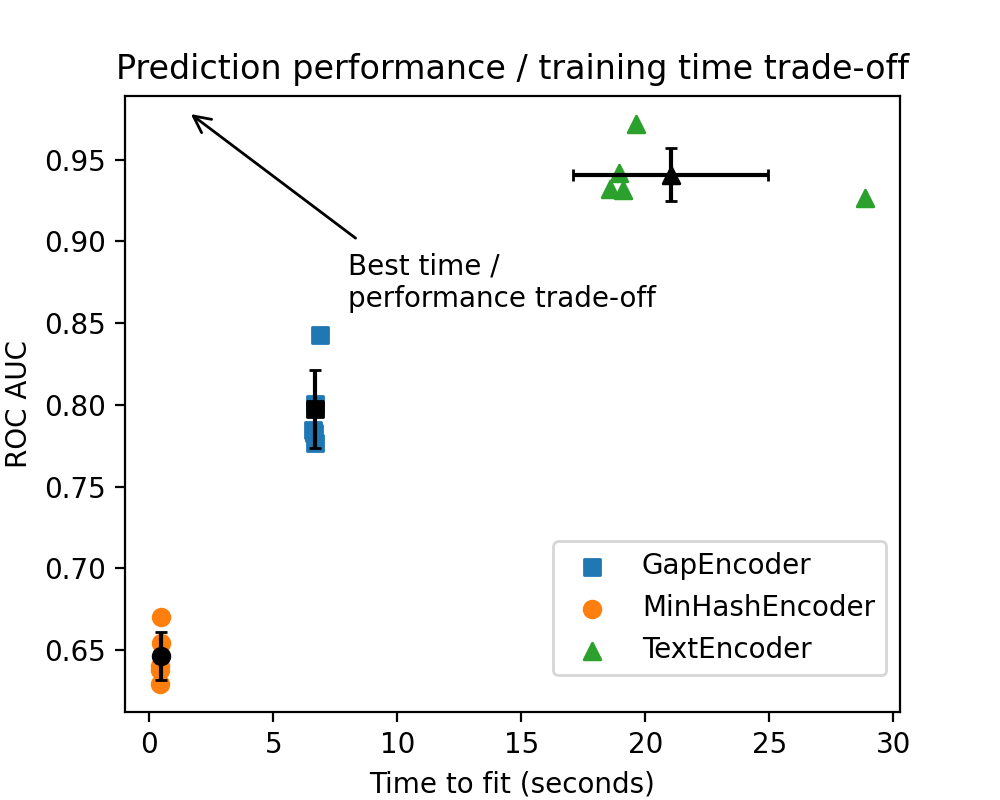 Prediction performance / training time trade-off
0.95
0.90
0.85
0.80
0.75
0.70
0.65
ROC AUC
Best time /
performance trade-off
GapEncoder
MinHashEncoder
TextEncoder
0 5 10 15 20 25 30
Time to fit (seconds)